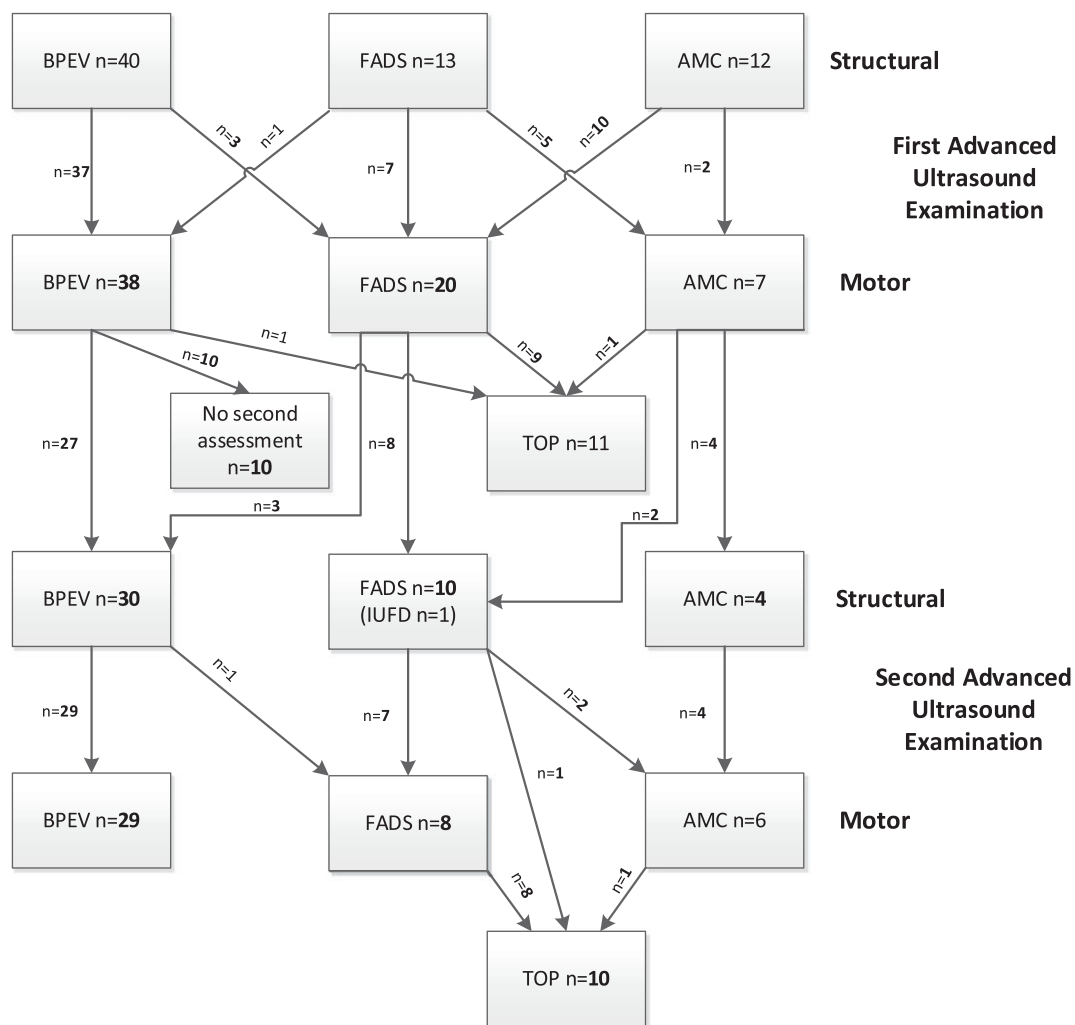 BPEV n=40
FADS n=13
AMC n=12
Structural
n=3
n=1
n=5
n=10
n=37
n=7
n=2
First Advanced
Ultrasound
Examination
BPEV n=38
FADS n=20
AMC n=7
Motor
n=1
n=10
n=9
n=1
No second
assessment
n=10
TOP n=11
n=27
n=8
n=4
n=3
n=2
BPEV n=30
FADS n=10
(IUFD n=1)
AMC n=4
Structural
n=1
n=2
n=29
n=7
n=4
Second Advanced
Ultrasound
Examination
n=1
BPEV n=29
FADS n=8
AMC n=6
Motor
n=8
n=1
TOP n=10